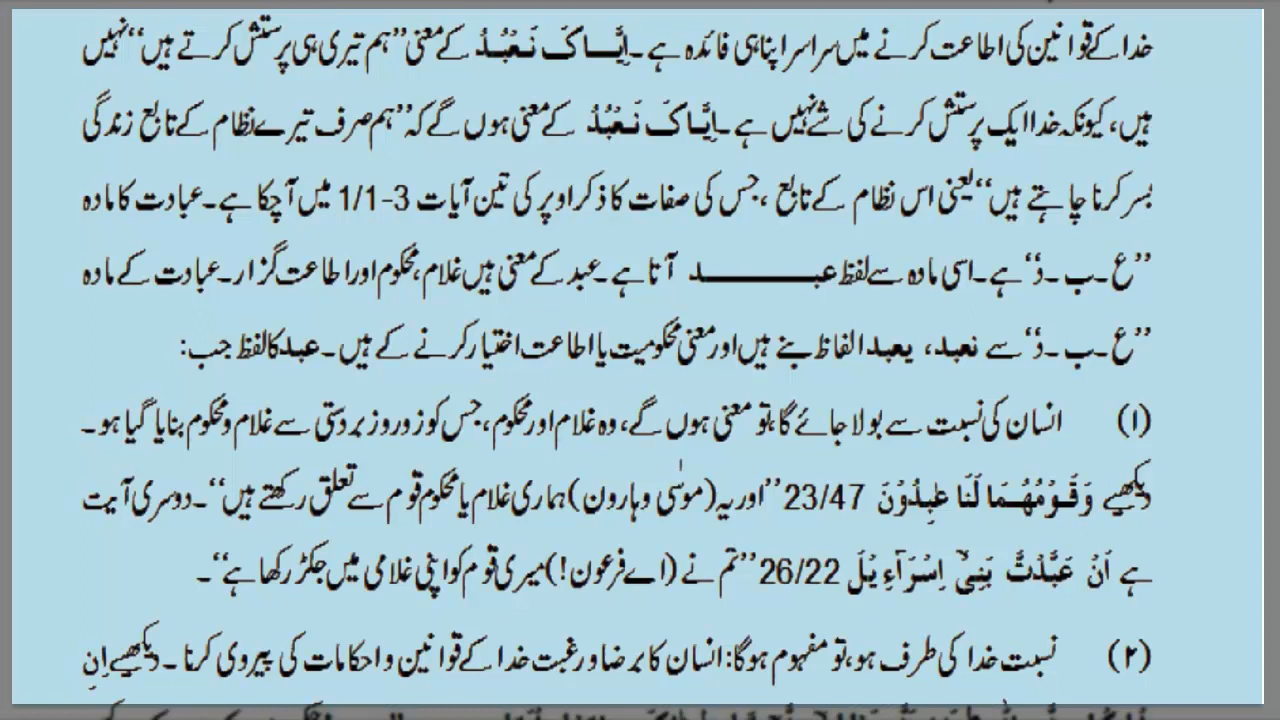 خدا کے قوانین کی اطاعت کرنے میں سراسر اپنا ہی فائدہ ہے۔ اِیَّاکَ نَعْبُدُ کے معنی ”ہم تیری ہی پرستش کرتے ہیں“ نہیں
ہیں، کیونکہ خدا ایک پرستش کرنے کی شے نہیں ہے۔ اِیَّاکَ نَعْبُدُ کے معنی ہوں گے کہ ”ہم صرف تیرے نظام کے تابع زندگی
بسر کرنا چاہتے ہیں“ یعنی اس نظام کے تابع، جس کی صفات کا ذکر اوپر کی تین آیات 1/1-3 میں آ چکا ہے۔ عبادت کا مادہ
”ع۔ب۔د“ ہے۔ اسی مادہ سے لفظ عبد آتا ہے۔ عبد کے معنی ہیں غلام، محکوم اور اطاعت گزار۔ عبادت کے مادہ
”ع۔ب۔د“ سے نعبد، یعبد الفاظ بنے ہیں اور معنی محکومیت یا اطاعت اختیار کرنے کے ہیں۔ عبد کا لفظ جب:
(۱) انسان کی نسبت سے بولا جائے گا، تو معنی ہوں گے، وہ غلام اور محکوم، جس کو زور و زبردستی سے غلام و محکوم بنایا گیا ہو۔
دیکھیے وَقَوْمُهُمَا لَنَا عٰبِدُوْنَ 23/47 ”اور یہ (موسٰی و ہارون) ہماری غلام یا محکوم قوم سے تعلق رکھتے ہیں“۔ دوسری آیت
ہے اَنْ عَبَّدْتَّ بَنِیْۤ اِسْرَآءِیْلَ 26/22 ”تم نے (اے فرعون!) میری قوم کو اپنی غلامی میں جکڑ رکھا ہے“۔
(۲) نسبت خدا کی طرف ہو، تو مفہوم ہوگا: انسان کا برضا و رغبت خدا کے قوانین و احکامات کی پیروی کرنا۔ دیکھیے اِنِ